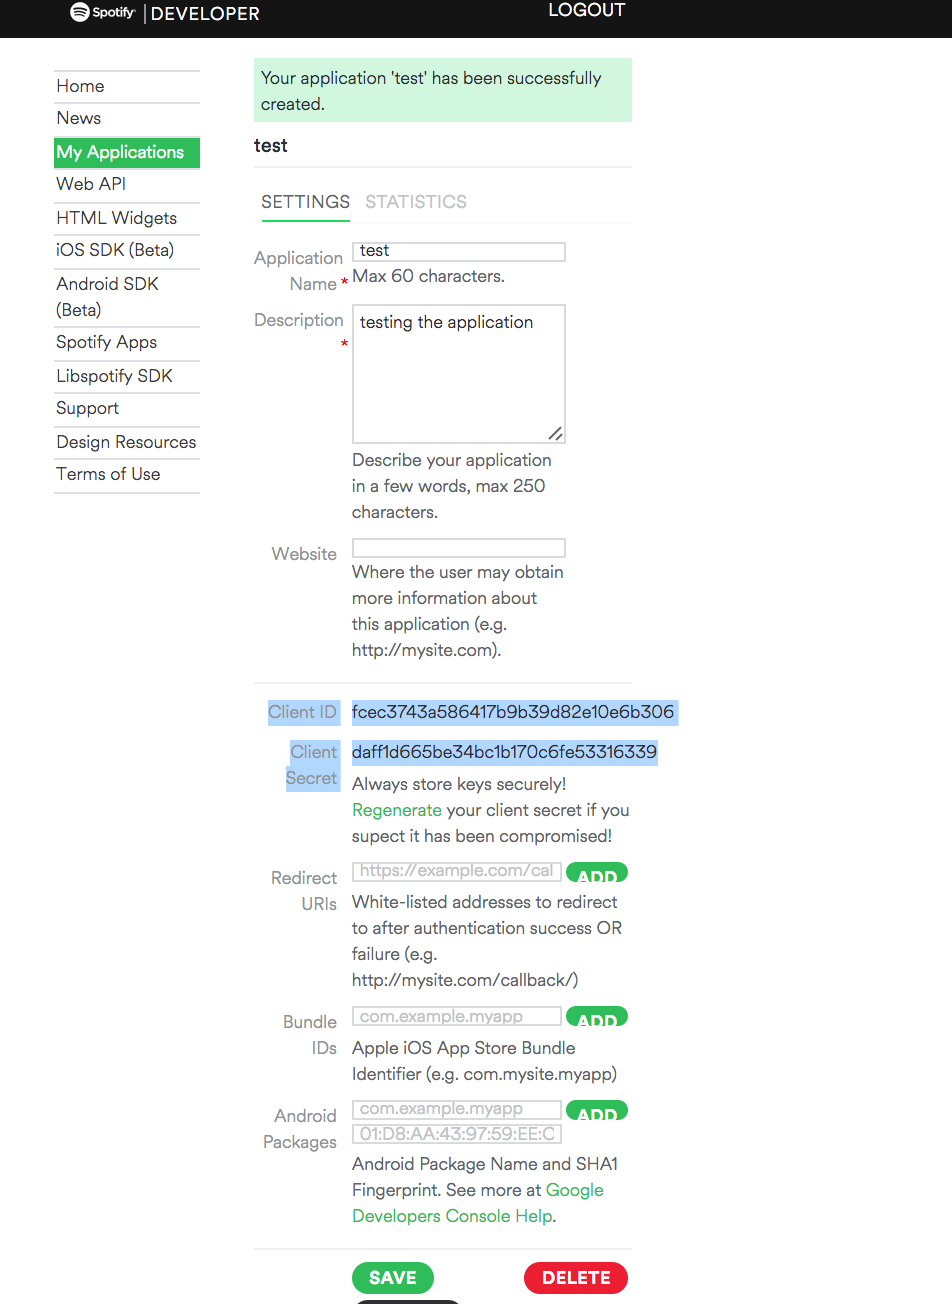 Spotify | DEVELOPER
LOGOUT
Home
News
My Applications
Web API
HTML Widgets
iOS SDK (Beta)
Android SDK
(Beta)
Spotify Apps
Libspotify SDK
Support
Design Resources
Terms of Use
Your application 'test' has been successfully
created.
test
SETTINGS STATISTICS
Application Name *
test
Max 60 characters.
Description *
testing the application
Describe your application
in a few words, max 250
characters.
Website
Where the user may obtain
more information about
this application (e.g.
http://mysite.com).
Client ID fcec3743a586417b9b39d82e10e6b306
Client Secret daff1d665be34bc1b170c6fe53316339
Always store keys securely!
Regenerate your client secret if you
supect it has been compromised!
Redirect URIs
https://example.com/cal ADD
White-listed addresses to redirect
to after authentication success OR
failure (e.g.
http://mysite.com/callback/)
Bundle IDs
com.example.myapp ADD
Apple iOS App Store Bundle
Identifier (e.g. com.mysite.myapp)
Android Packages
com.example.myapp ADD
01:D8:AA:43:97:59:EE:C
Android Package Name and SHA1
Fingerprint. See more at Google
Developers Console Help.
SAVE DELETE